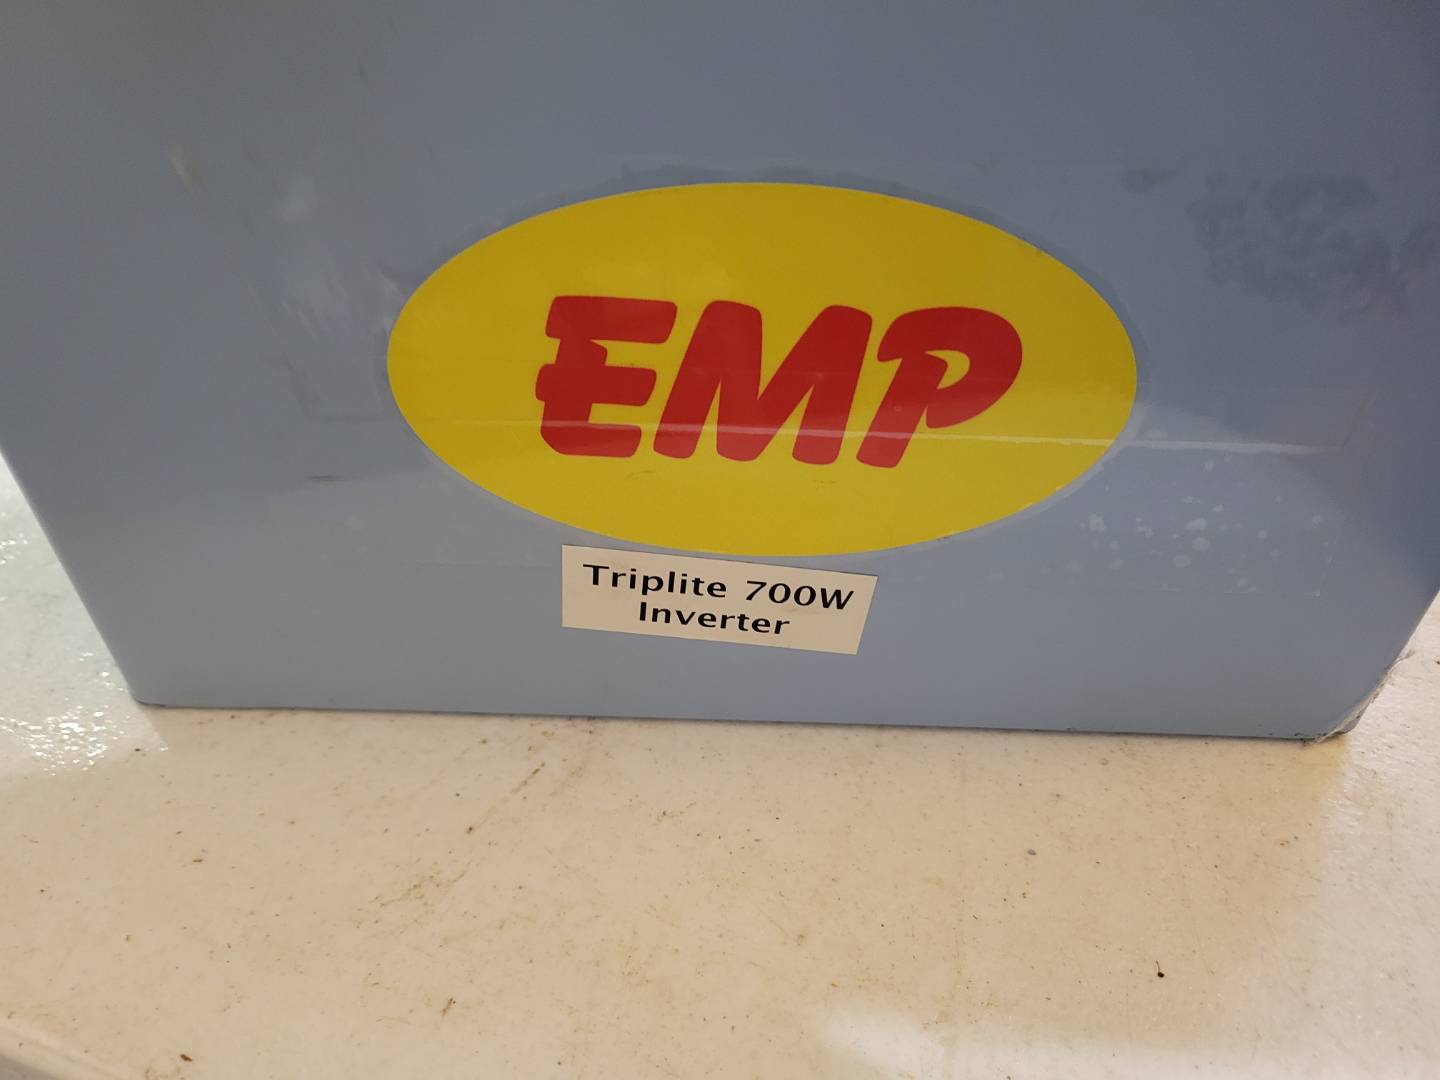 EMP
Triplite 700W
Inverter